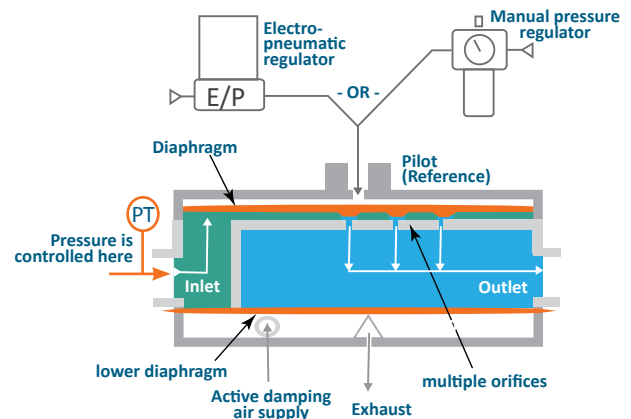 Electro-
pneumatic
regulator
Manual pressure
regulator
E/P
- OR -
Diaphragm
Pilot
(Reference)
PT
Pressure is
controlled here
Inlet
Outlet
lower diaphragm
multiple orifices
Active damping
air supply
Exhaust